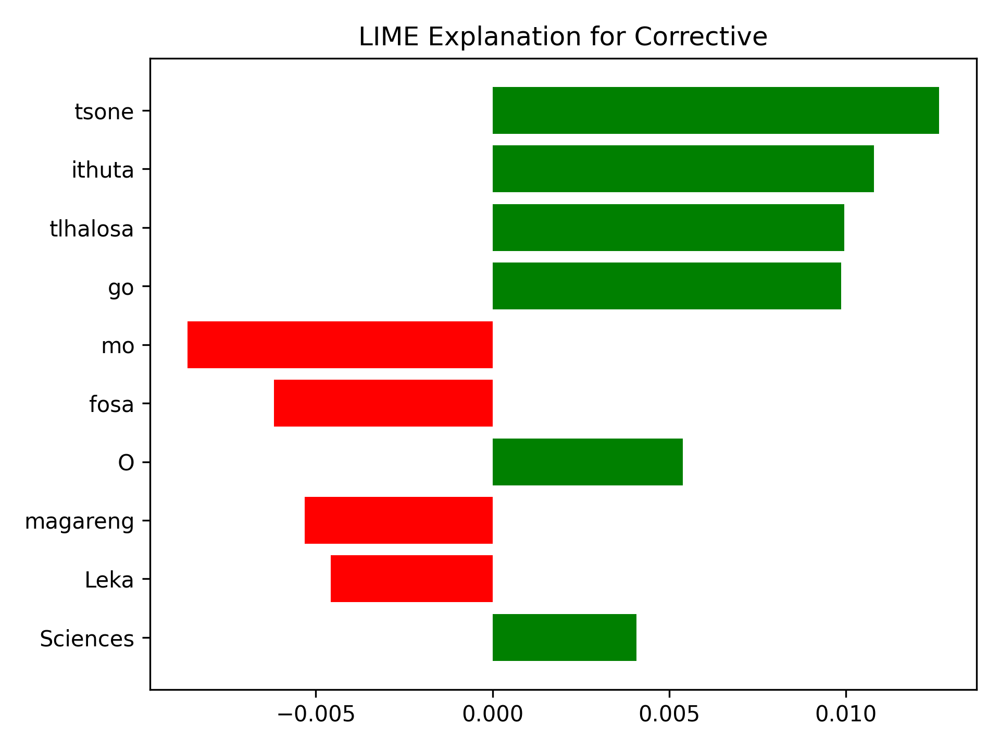 LIME Explanation for Corrective
tsone
ithuta
tlhalosa
go
mo
fosa
O
magareng
Leka
Sciences
−0.005 0.000 0.005 0.010